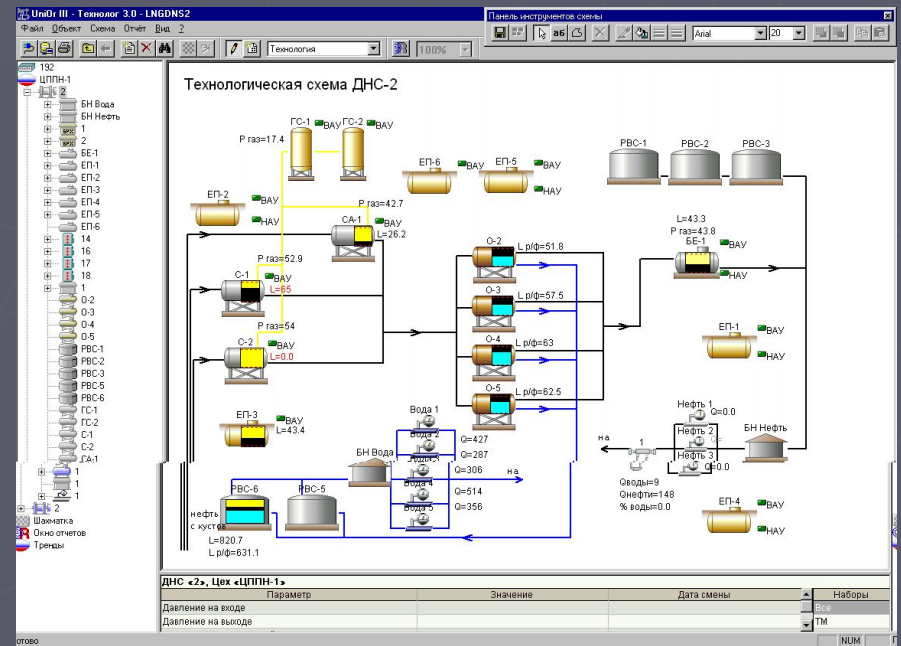 UniOr III - Технолог 3.0 - LNGDNS2
Файл Объект Схема Отчёт Вид ?
Панель инструментов схемы
аб
Arial
20
Технология
100%
192
ЦППН-1
2
БН Вода
БН Нефть
1
2
БЕ-1
ЕП-1
ЕП-2
ЕП-3
ЕП-4
ЕП-5
ЕП-6
14
16
17
18
1
О-2
О-3
О-4
О-5
РВС-1
РВС-2
РВС-3
РВС-5
РВС-6
ГС-1
ГС-2
С-1
С-2
СА-1
1
1
1
2
Шахматка
Окно отчетов
Тренды
Технологическая схема ДНС-2
ГС-1
ВАУ
ГС-2
ВАУ
P газ=17.4
ЕП-6
ВАУ
ЕП-5
ВАУ
НАУ
РВС-1
РВС-2
РВС-3
ЕП-2
ВАУ
НАУ
P газ=42.7
СА-1
ВАУ
L=26.2
L=43.3
P газ=43.8
БЕ-1
ВАУ
НАУ
О-2
L р/ф=51.8
P газ=52.9
С-1
ВАУ
L=65
О-3
L р/ф=57.5
P газ=54
С-2
ВАУ
L=0.0
О-4
L р/ф=63
ЕП-1
ВАУ
НАУ
О-5
L р/ф=62.5
ЕП-3
ВАУ
L=43.4
Вода 1
Q=427
Вода 2
Q=287
БН Вода
Q=306
на
Вода 4
Q=514
Вода 5
Q=356
Нефть 1
Q=0.0
Нефть 2
Q=
Нефть 3
Q=0.0
БН Нефть
на
1
Qводы=9
Qнефти=148
% воды=0.0
РВС-6
РВС-5
нефть
с кустов
L=820.7
L р/ф=631.1
ЕП-4
ВАУ
НАУ
ДНС «2», Цех «ЦППН-1»
Параметр Значение Дата смены Наборы
Давление на входе
Все
Давление на выходе
ТМ
отово
NUM